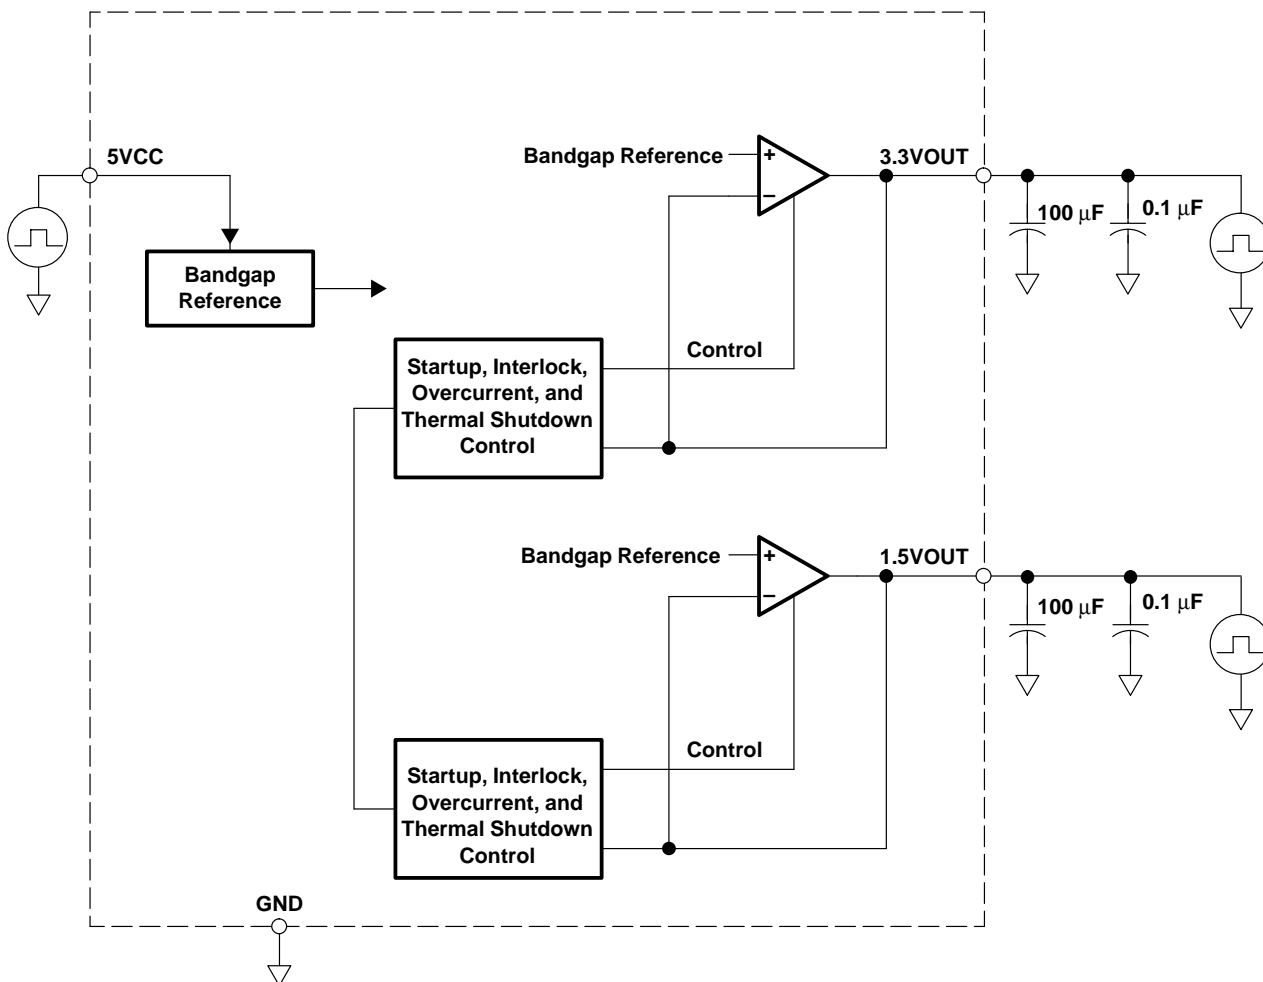 5VCC
Bandgap Reference
+
−
3.3VOUT
100 μF
0.1 μF
Bandgap
Reference
Control
Startup, Interlock,
Overcurrent, and
Thermal Shutdown
Control
Bandgap Reference
+
−
1.5VOUT
100 μF
0.1 μF
Control
Startup, Interlock,
Overcurrent, and
Thermal Shutdown
Control
GND